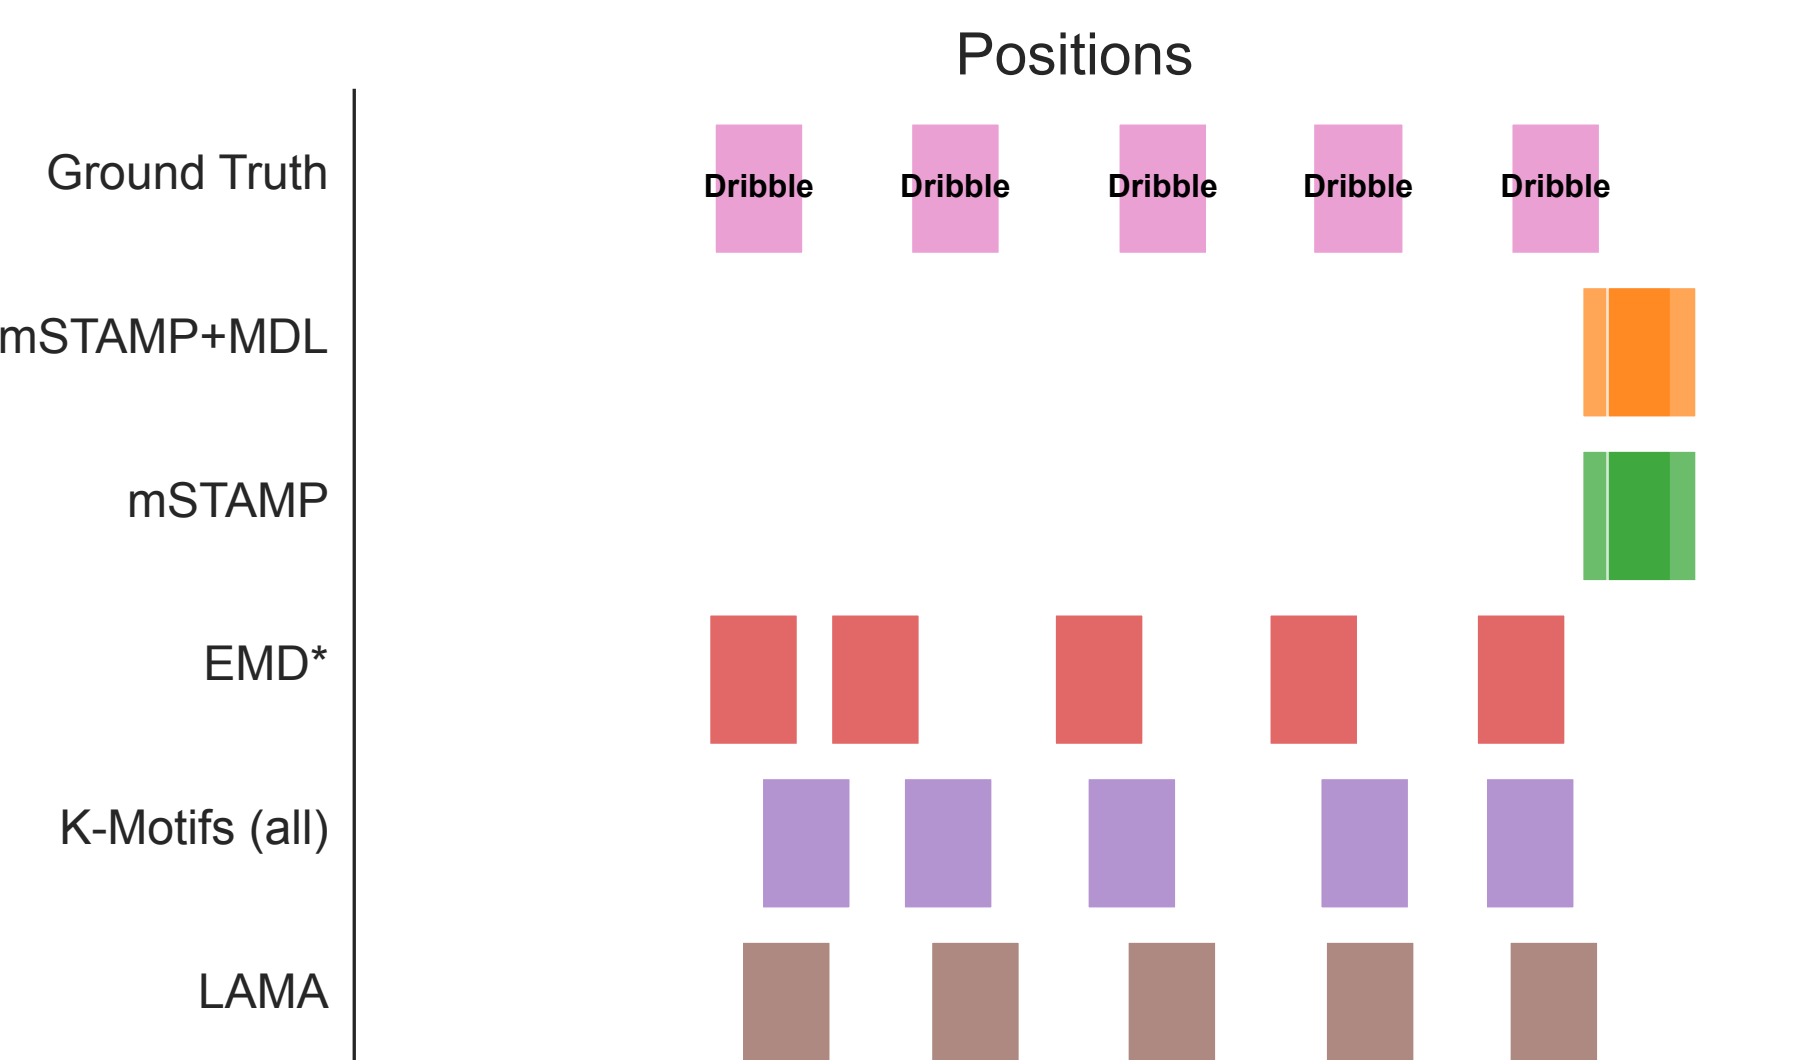 Positions
Ground Truth
Dribble Dribble Dribble Dribble Dribble
mSTAMP+MDL
mSTAMP
EMD*
K-Motifs (all)
LAMA